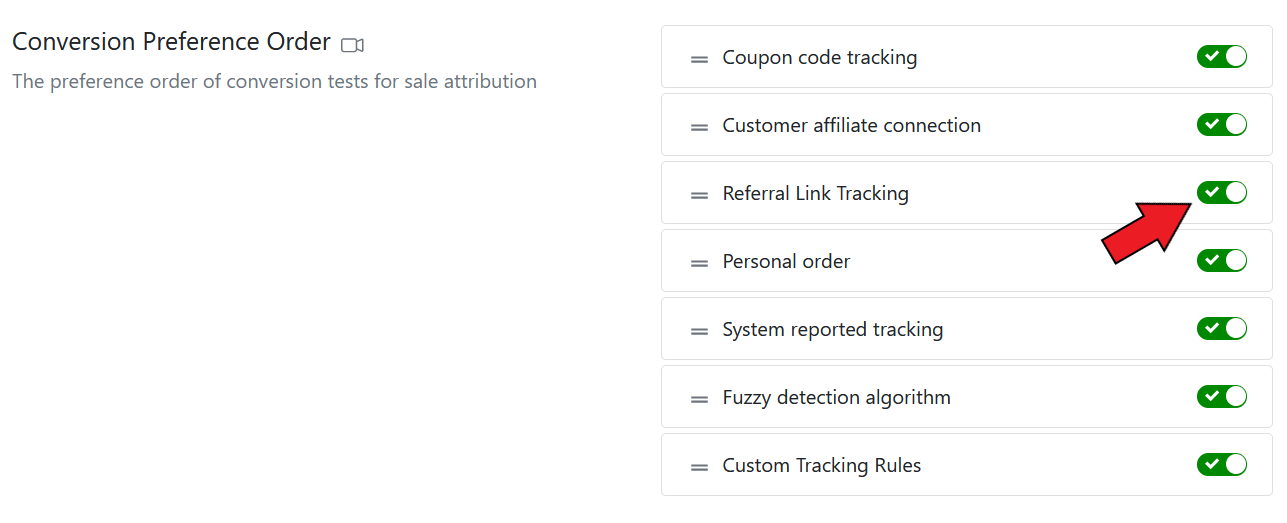 Conversion Preference Order
The preference order of conversion tests for sale attribution
Coupon code tracking
Customer affiliate connection
Referral Link Tracking
Personal order
System reported tracking
Fuzzy detection algorithm
Custom Tracking Rules